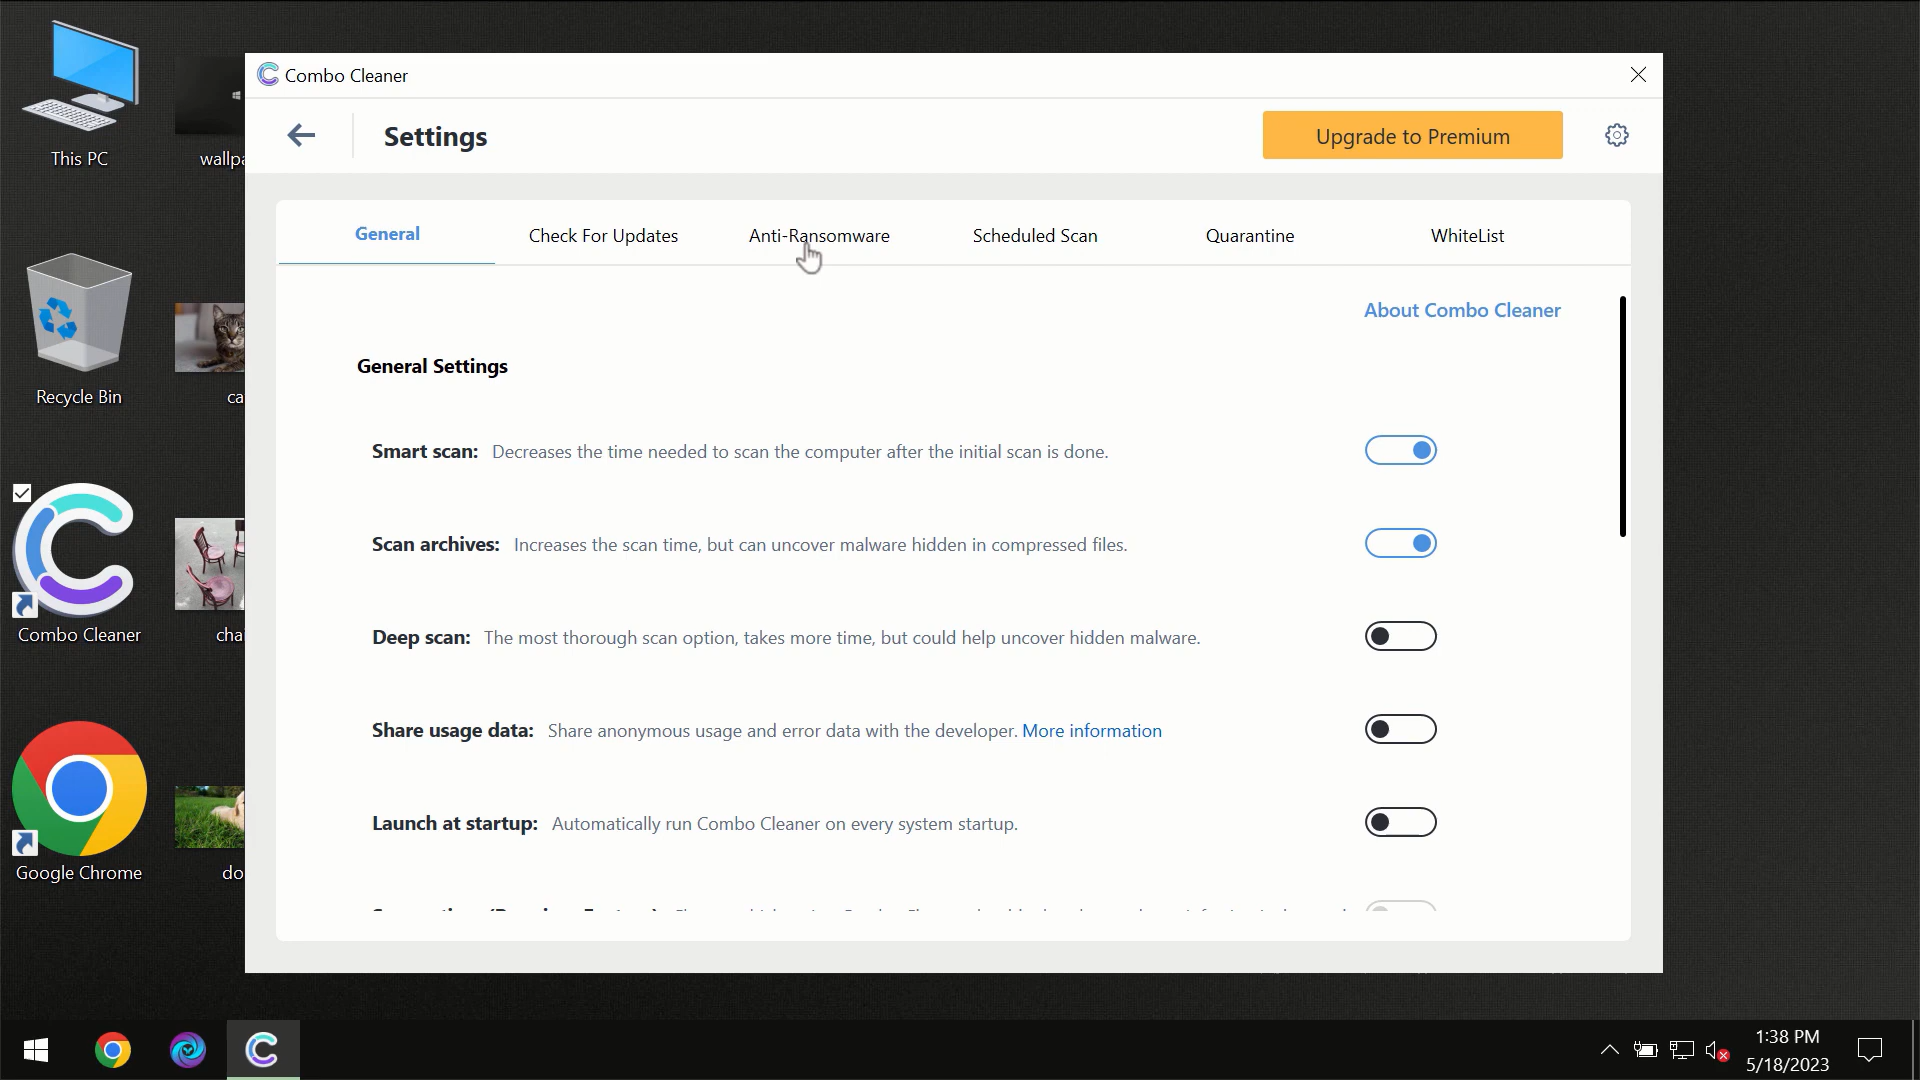 Combo Cleaner
Settings
Upgrade to Premium
General
Check For Updates
Anti-Ransomware
Scheduled Scan
Quarantine
WhiteList
About Combo Cleaner
General Settings
Smart scan: Decreases the time needed to scan the computer after the initial scan is done.
Scan archives: Increases the scan time, but can uncover malware hidden in compressed files.
Deep scan: The most thorough scan option, takes more time, but could help uncover hidden malware.
Share usage data: Share anonymous usage and error data with the developer. More information
Launch at startup: Automatically run Combo Cleaner on every system startup.
This PC
wallpa
Recycle Bin
ca
Combo Cleaner
cha
Google Chrome
do
1:38 PM
5/18/2023